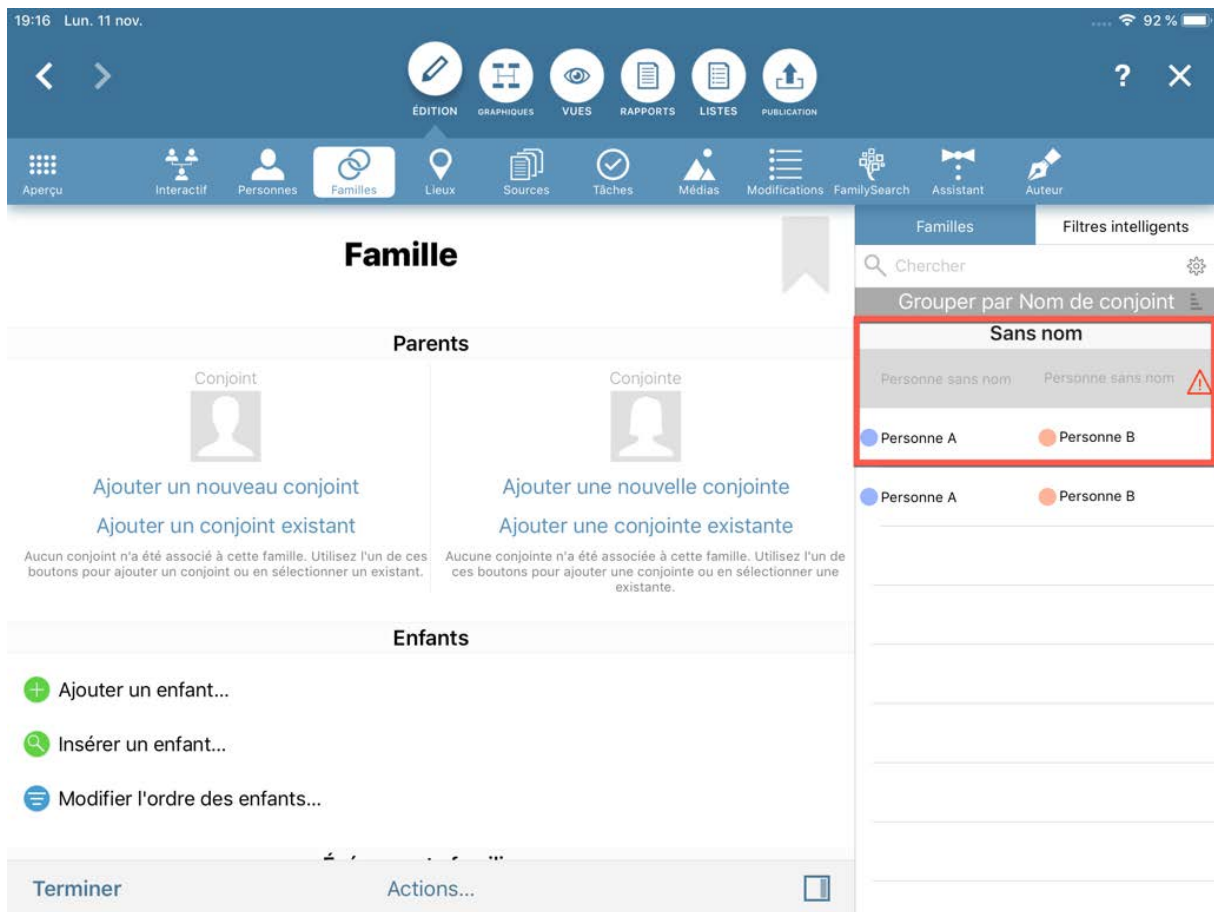 19:16 Lun. 11 nov.
92 %
? 
ÉDITION
GRAPHIQUES
VUES
RAPPORTS
LISTES
PUBLICATION
Aperçu
Interactif
Personnes
Familles
Lieux
Sources
Tâches
Médias
Modifications
FamilySearch
Assistant
Auteur
Famille
Parents
Conjoint
Ajouter un nouveau conjoint
Ajouter un conjoint existant
Aucun conjoint n'a été associé à cette famille. Utilisez l'un de ces
boutons pour ajouter un conjoint ou en sélectionner un existant.
Conjointe
Ajouter une nouvelle conjointe
Ajouter une conjointe existante
Aucune conjointe n'a été associée à cette famille. Utilisez l'un de
ces boutons pour ajouter une conjointe ou en sélectionner une
existante.
Enfants
Ajouter un enfant...
Insérer un enfant...
Modifier l'ordre des enfants...
Terminer
Actions...
Familles
Filtres intelligents
Chercher
Grouper par Nom de conjoint
Sans nom
Personne sans nom Personne sans nom
Personne A Personne B
Personne A Personne B